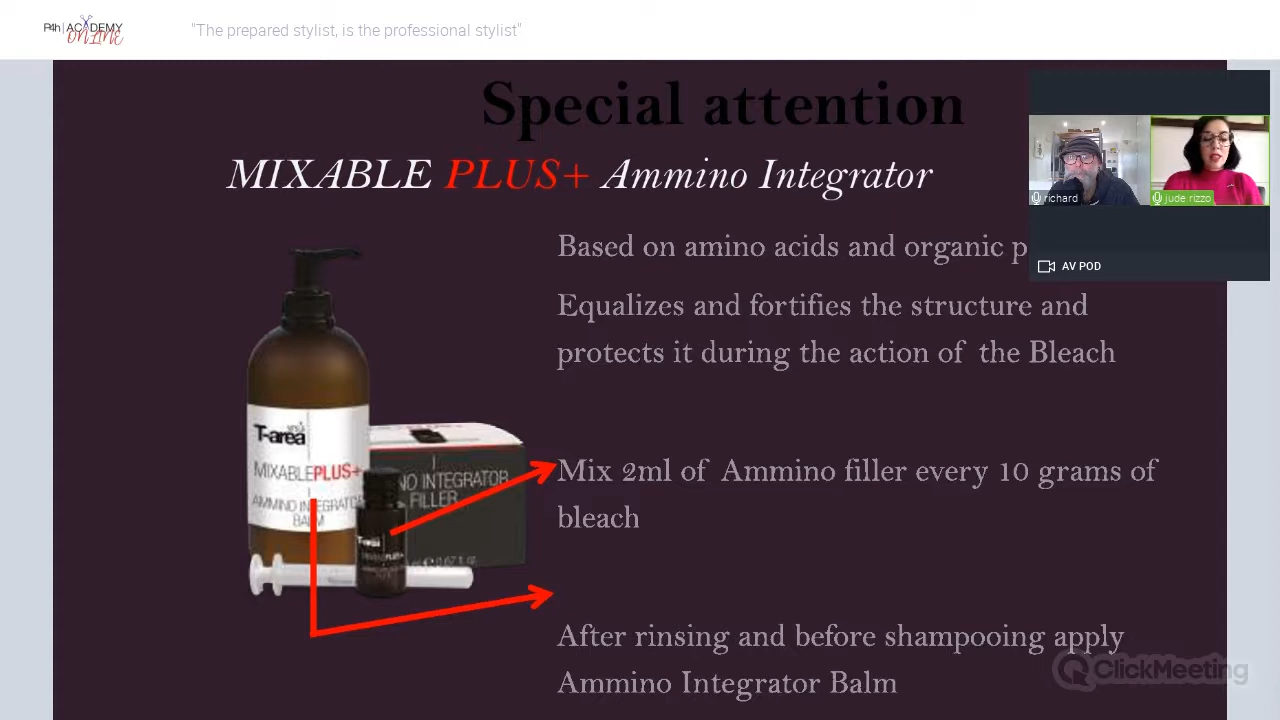 P4h | ACADEMY
ONLINE
"The prepared stylist, is the professional stylist"
Special attention
MIXABLE PLUS+ Ammino Integrator
richard
jude rizzo
AV POD
Based on amino acids and organic p
Equalizes and fortifies the structure and
protects it during the action of the Bleach
T-area
MIXABLEPLUS+
AMMINO INTEGRATO
BALM
NO INTEGRATOR
FILLER
Mix 2ml of Ammino filler every 10 grams of
bleach
After rinsing and before shampooing apply
Ammino Integrator Balm
ClickMeeting